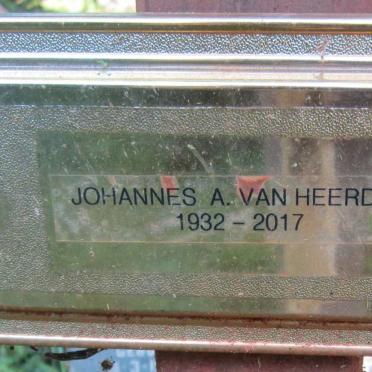 JOHANNES A. VAN HEERD
1932 - 2017